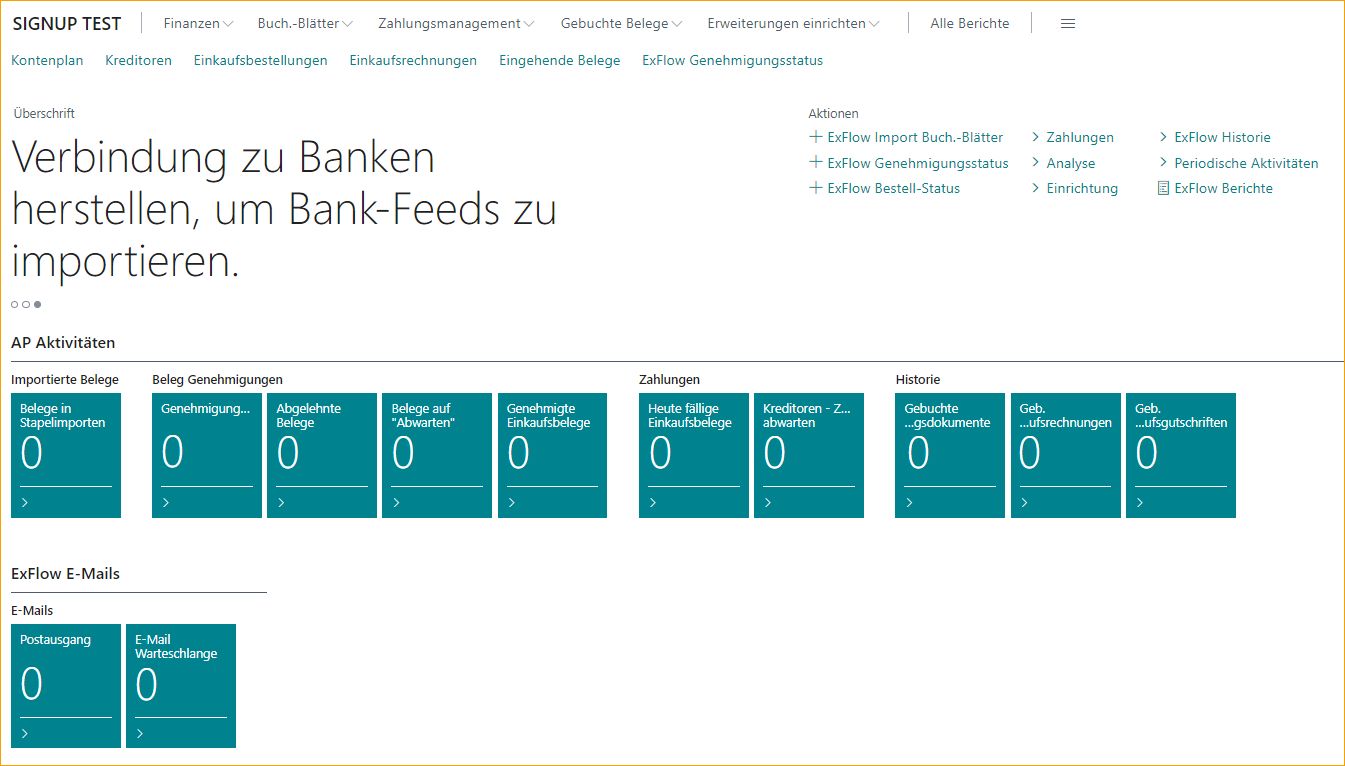 SIGNUP TEST Finanzen Buch.-Blätter Zahlungsmanagement Gebuchte Belege Erweiterungen einrichten Alle Berichte
Kontenplan Kreditoren Einkaufsbestellungen Einkaufsrechnungen Eingehende Belege ExFlow Genehmigungsstatus
Überschrift
Verbindung zu Banken
herstellen, um Bank-Feeds zu
importieren.
Aktionen
ExFlow Import Buch.-Blätter Zahlungen ExFlow Historie
ExFlow Genehmigungsstatus Analyse Periodische Aktivitäten
ExFlow Bestell-Status Einrichtung ExFlow Berichte
AP Aktivitäten
Importierte Belege
Belege in
Stapelimporten
0
Beleg Genehmigungen
Genehmigung...
0
Abgelehnte
Belege
0
Belege auf
"Abwarten"
0
Genehmigte
Einkaufsbelege
0
Zahlungen
Heute fällige
Einkaufsbelege
0
Kreditoren - Z...
abwarten
0
Historie
Gebuchte
...gsdokumente
0
Geb.
...ufsrechnungen
0
Geb.
...ufsgutschriften
0
ExFlow E-Mails
E-Mails
Postausgang
0
E-Mail
Warteschlange
0